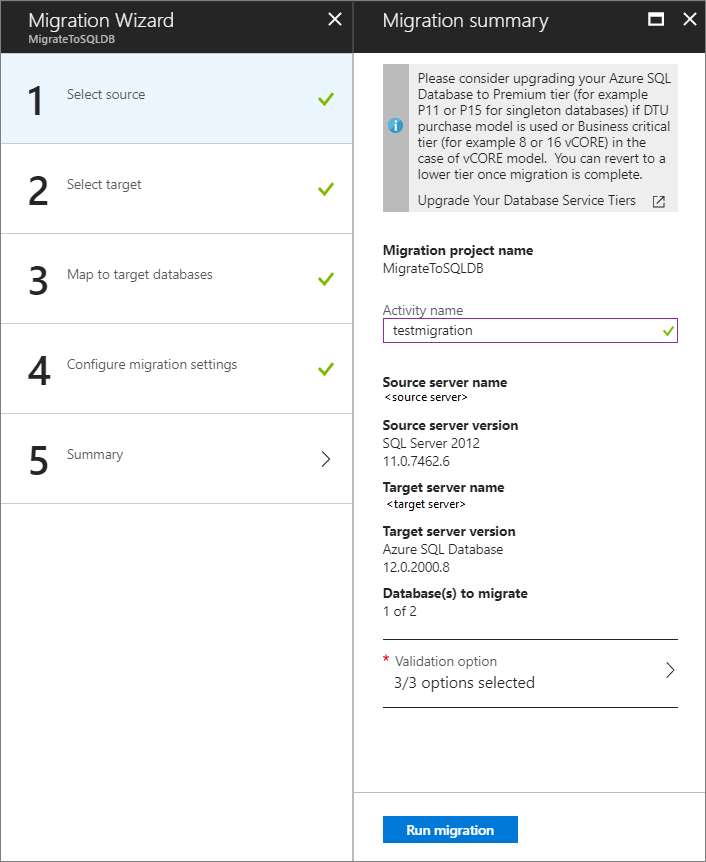 Migration Wizard
MigrateToSQLDB
1
Select source
2
Select target
3
Map to target databases
4
Configure migration settings
5
Summary
Migration summary
Please consider upgrading your Azure SQL
Database to Premium tier (for example
P11 or P15 for singleton databases) if DTU
purchase model is used or Business critical
tier (for example 8 or 16 vCORE) in the
case of vCORE model.  You can revert to a
lower tier once migration is complete.
Upgrade Your Database Service Tiers
Migration project name
MigrateToSQLDB
Activity name
testmigration
Source server name
<source server>
Source server version
SQL Server 2012
11.0.7462.6
Target server name
<target server>
Target server version
Azure SQL Database
12.0.2000.8
Database(s) to migrate
1 of 2
* Validation option
3/3 options selected
Run migration